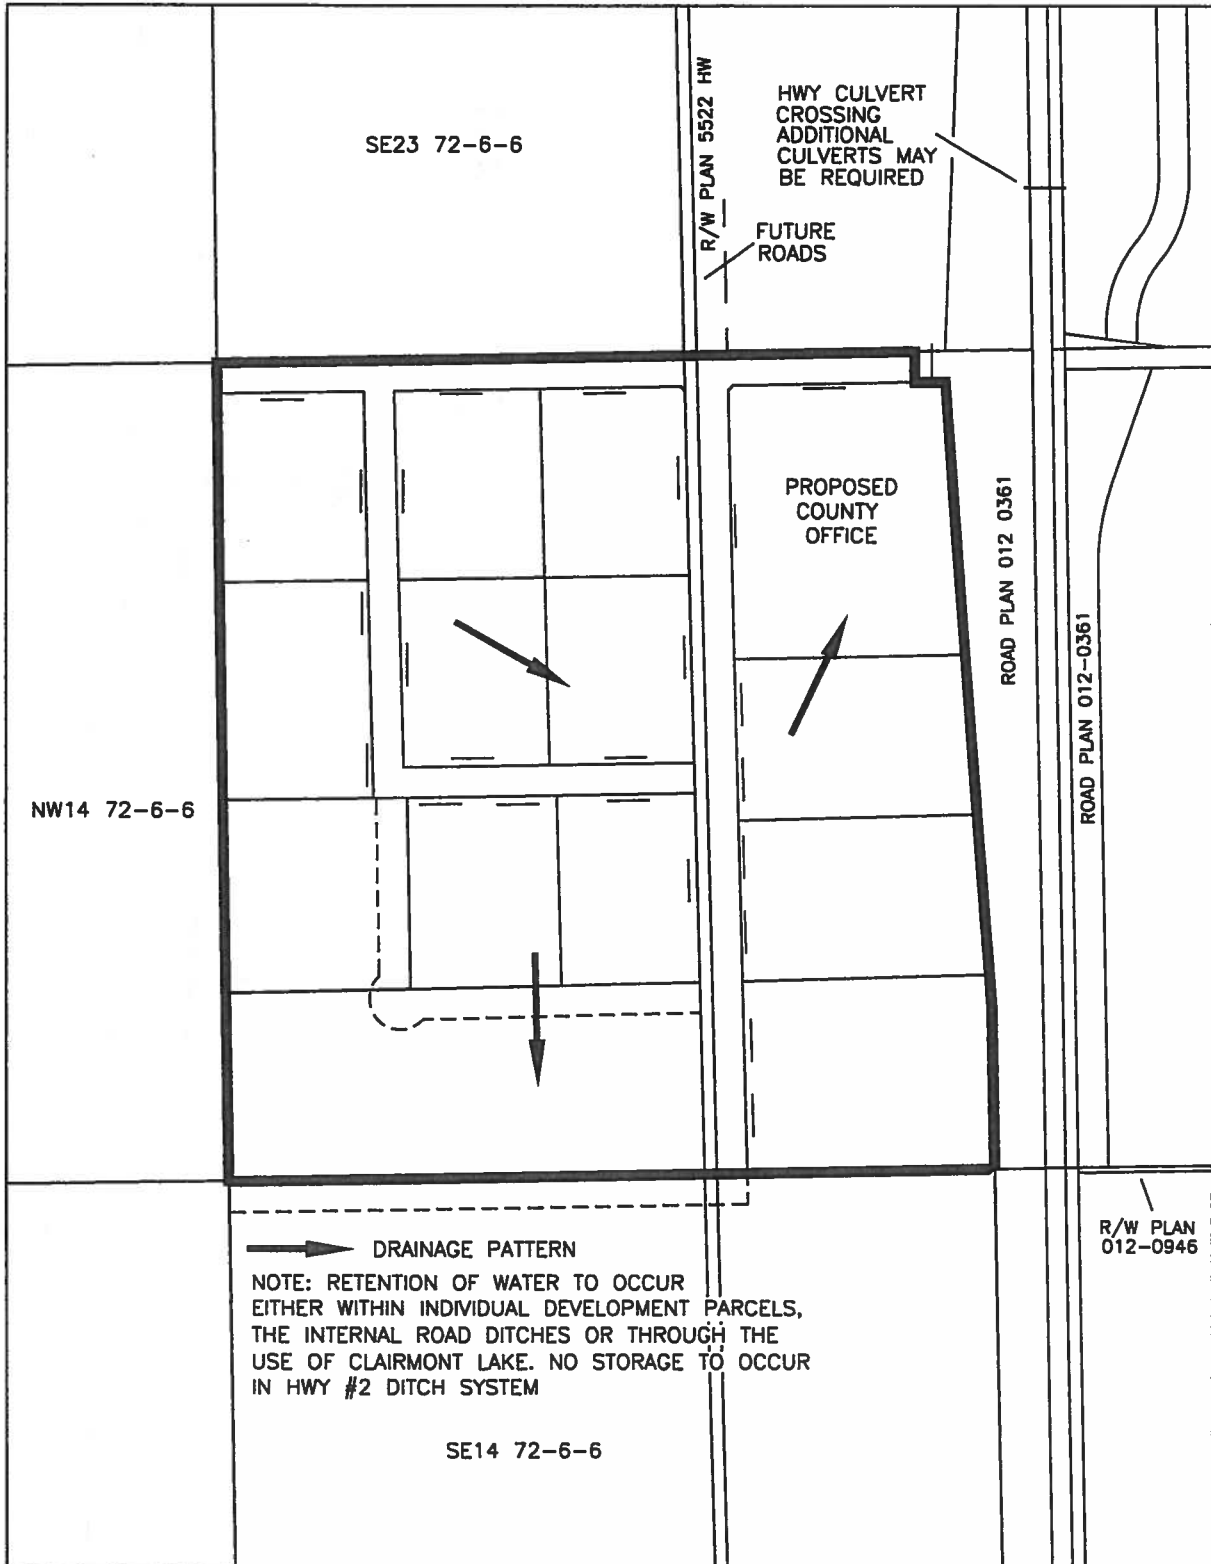 SE23 72-6-6
R/W PLAN 5522 HW
HWY CULVERT
CROSSING
ADDITIONAL
CULVERTS MAY
BE REQUIRED
FUTURE
ROADS
PROPOSED
COUNTY
OFFICE
ROAD PLAN 012 0361
ROAD PLAN 012-0361
NW14 72-6-6
R/W PLAN
012-0946
DRAINAGE PATTERN
NOTE: RETENTION OF WATER TO OCCUR
EITHER WITHIN INDIVIDUAL DEVELOPMENT PARCELS,
THE INTERNAL ROAD DITCHES OR THROUGH THE
USE OF CLAIRMONT LAKE. NO STORAGE TO OCCUR
IN HWY #2 DITCH SYSTEM
SE14 72-6-6